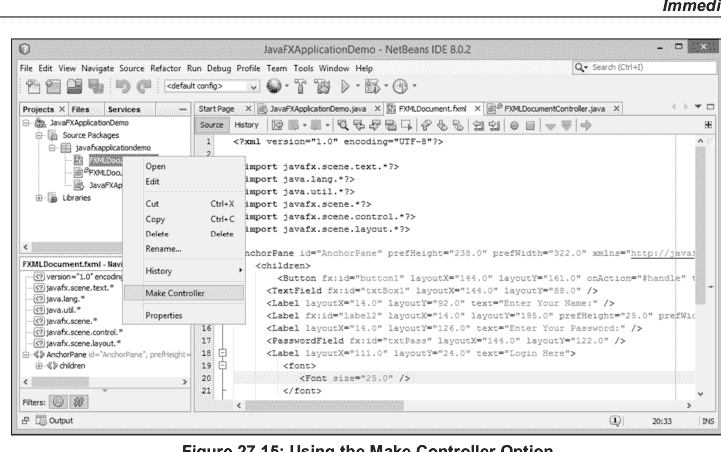 Immedi
JavaFXApplicationDemo - NetBeans IDE 8.0.2
File Edit View Navigate Source Refactor Run Debug Profile Team Tools Window Help
Search (Ctrl+I)
<default config>
Projects Files Services
Start Page JavaFXApplicationDemo.java FXMLDocument.fxml FXMLDocumentController.java
JavaFXApplicationDemo
Source Packages
javafxapplicationdemo
FXMLDoc
FXMLDoc
JavaFXAp
Libraries
Source History
1 <?xml version="1.0" encoding="UTF-8"?>
2
import javafx.scene.text.*?>
import java.lang.*?>
import java.util.*?>
import javafx.scene.*?>
import javafx.scene.control.*?>
import javafx.scene.layout.*?>
nchorPane id="AnchorPane" prefHeight="238.0" prefWidth="322.0" xmlns="http://javaf
<children>
<Button fx:id="button1" layoutX="144.0" layoutY="161.0" onAction="#handle" t
<TextField fx:id="txtBox1" layoutX="144.0" layoutY="88.0" />
<Label layoutX="14.0" layoutY="92.0" text="Enter Your Name:" />
<Label fx:id="label2" layoutX="14.0" layoutY="195.0" prefHeight="25.0" prefWid
16 <Label layoutX="14.0" layoutY="126.0" text="Enter Your Password:" />
17 <PasswordField fx:id="txtPass" layoutX="144.0" layoutY="122.0" />
18 <Label layoutX="111.0" layoutY="24.0" text="Login Here">
19 <font>
20 <Font size="25.0" />
21 </font>
Open
Edit
Cut Ctrl+X
Copy Ctrl+C
Delete Delete
Rename...
History
Make Controller
Properties
FXMLDocument.fxml - Navi
version="1.0" encoding
javafx.scene.text.*
java.lang.*
java.util.*
javafx.scene.*
javafx.scene.control.*
javafx.scene.layout.*
AnchorPane id="AnchorPane", prefHeight=
children
Filters:
Output
1
20:33
INS
Figure 27.15: Using the Make Controller Option